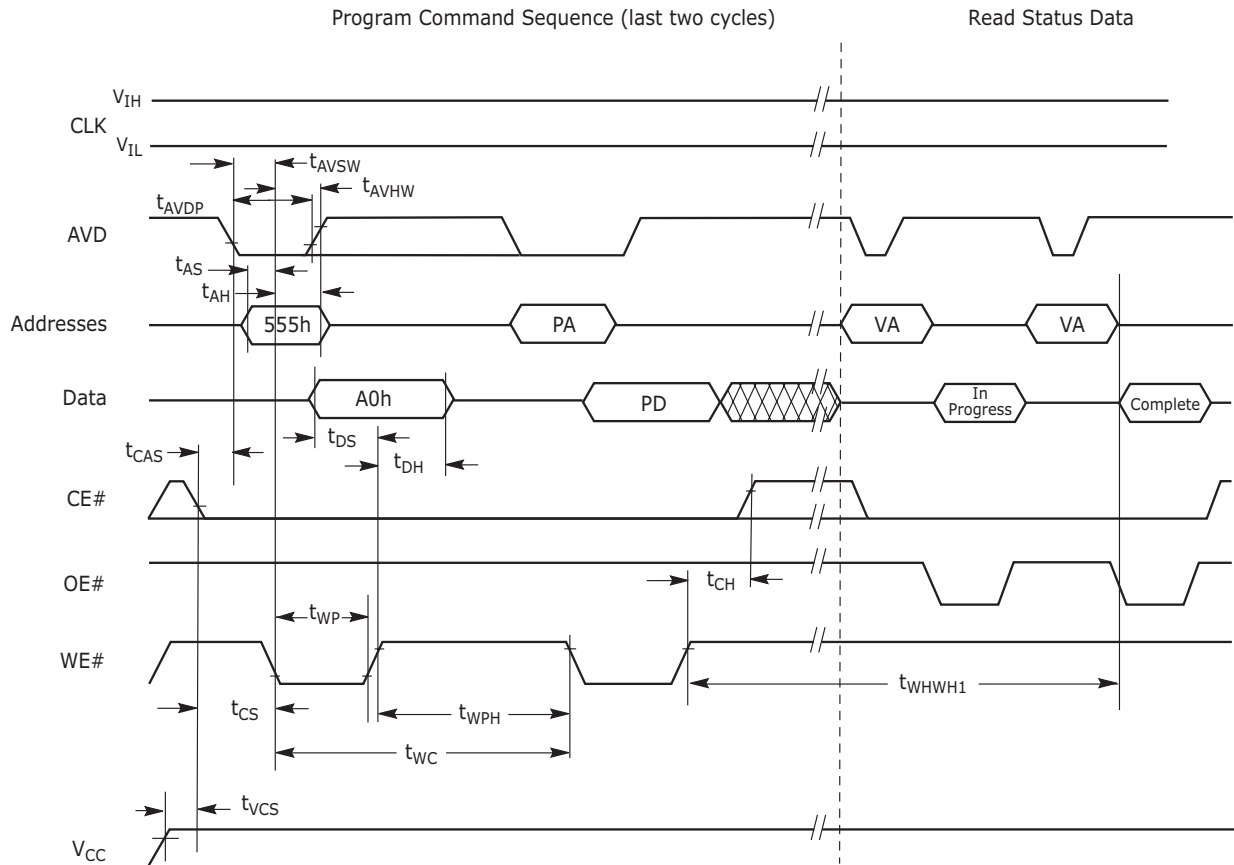 Program Command Sequence (last two cycles) Read Status Data
VIH
CLK
VIL
tAVSW
tAVHW
tAVDP
AVD
tAS
tAH
Addresses 555h PA VA VA
Data A0h PD In Progress Complete
tDS
tCAS
tDH
CE#
OE#
tCH
tWP
WE#
tWHWH1
tCS
tWPH
tWC
tVCS
VCC